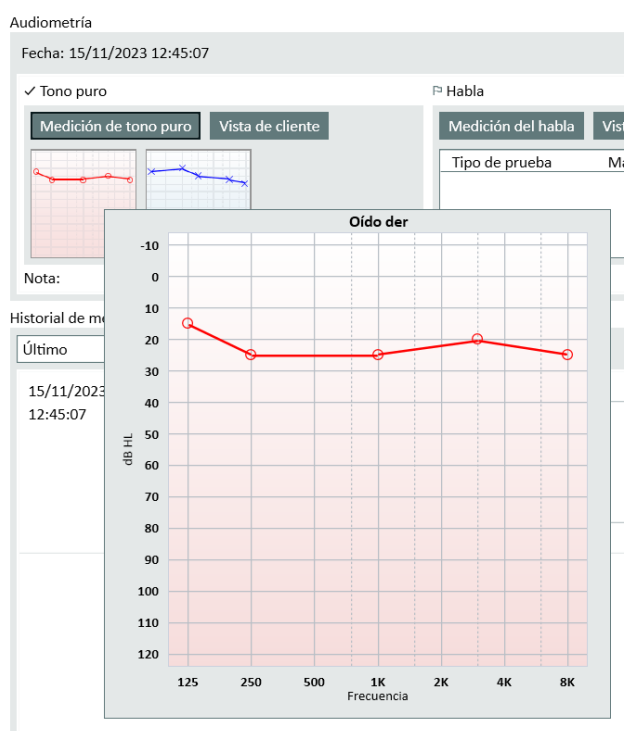 Audiometría
Fecha: 15/11/2023 12:45:07
✓ Tono puro
Medición de tono puro
Vista de cliente
Nota:
Habla
Medición del habla
Tipo de prueba
Historial de
Último
15/11/2023
12:45:07
Oído der
-10
0
10
20
30
40
50
60
70
80
90
100
110
120
dB HL
125 250 500 1K 2K 4K 8K
Frecuencia